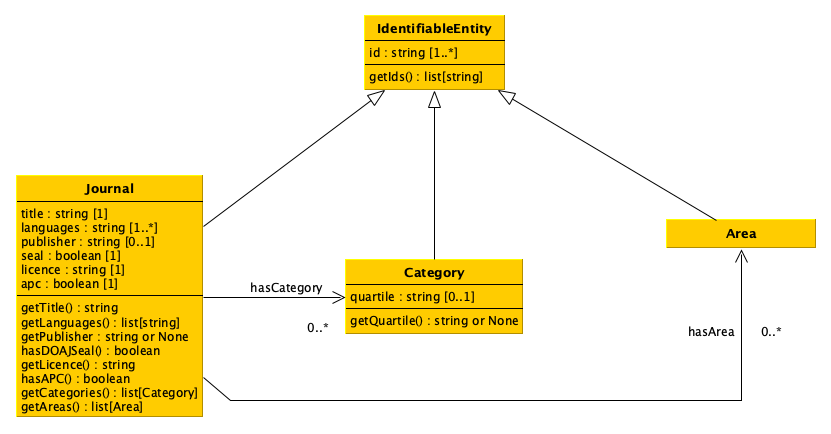 IdentifiableEntity
id : string [1..*]
getIds() : list[string]
Journal
title : string [1]
languages : string [1..*]
publisher : string [0..1]
seal : boolean [1]
licence : string [1]
apc : boolean [1]
getTitle() : string
getLanguages() : list[string]
getPublisher : string or None
hasDOAJSeal() : boolean
getLicence() : string
hasAPC() : boolean
getCategories() : list[Category]
getAreas() : list[Area]
hasCategory
0..*
Category
quartile : string [0..1]
getQuartile() : string or None
Area
hasArea
0..*